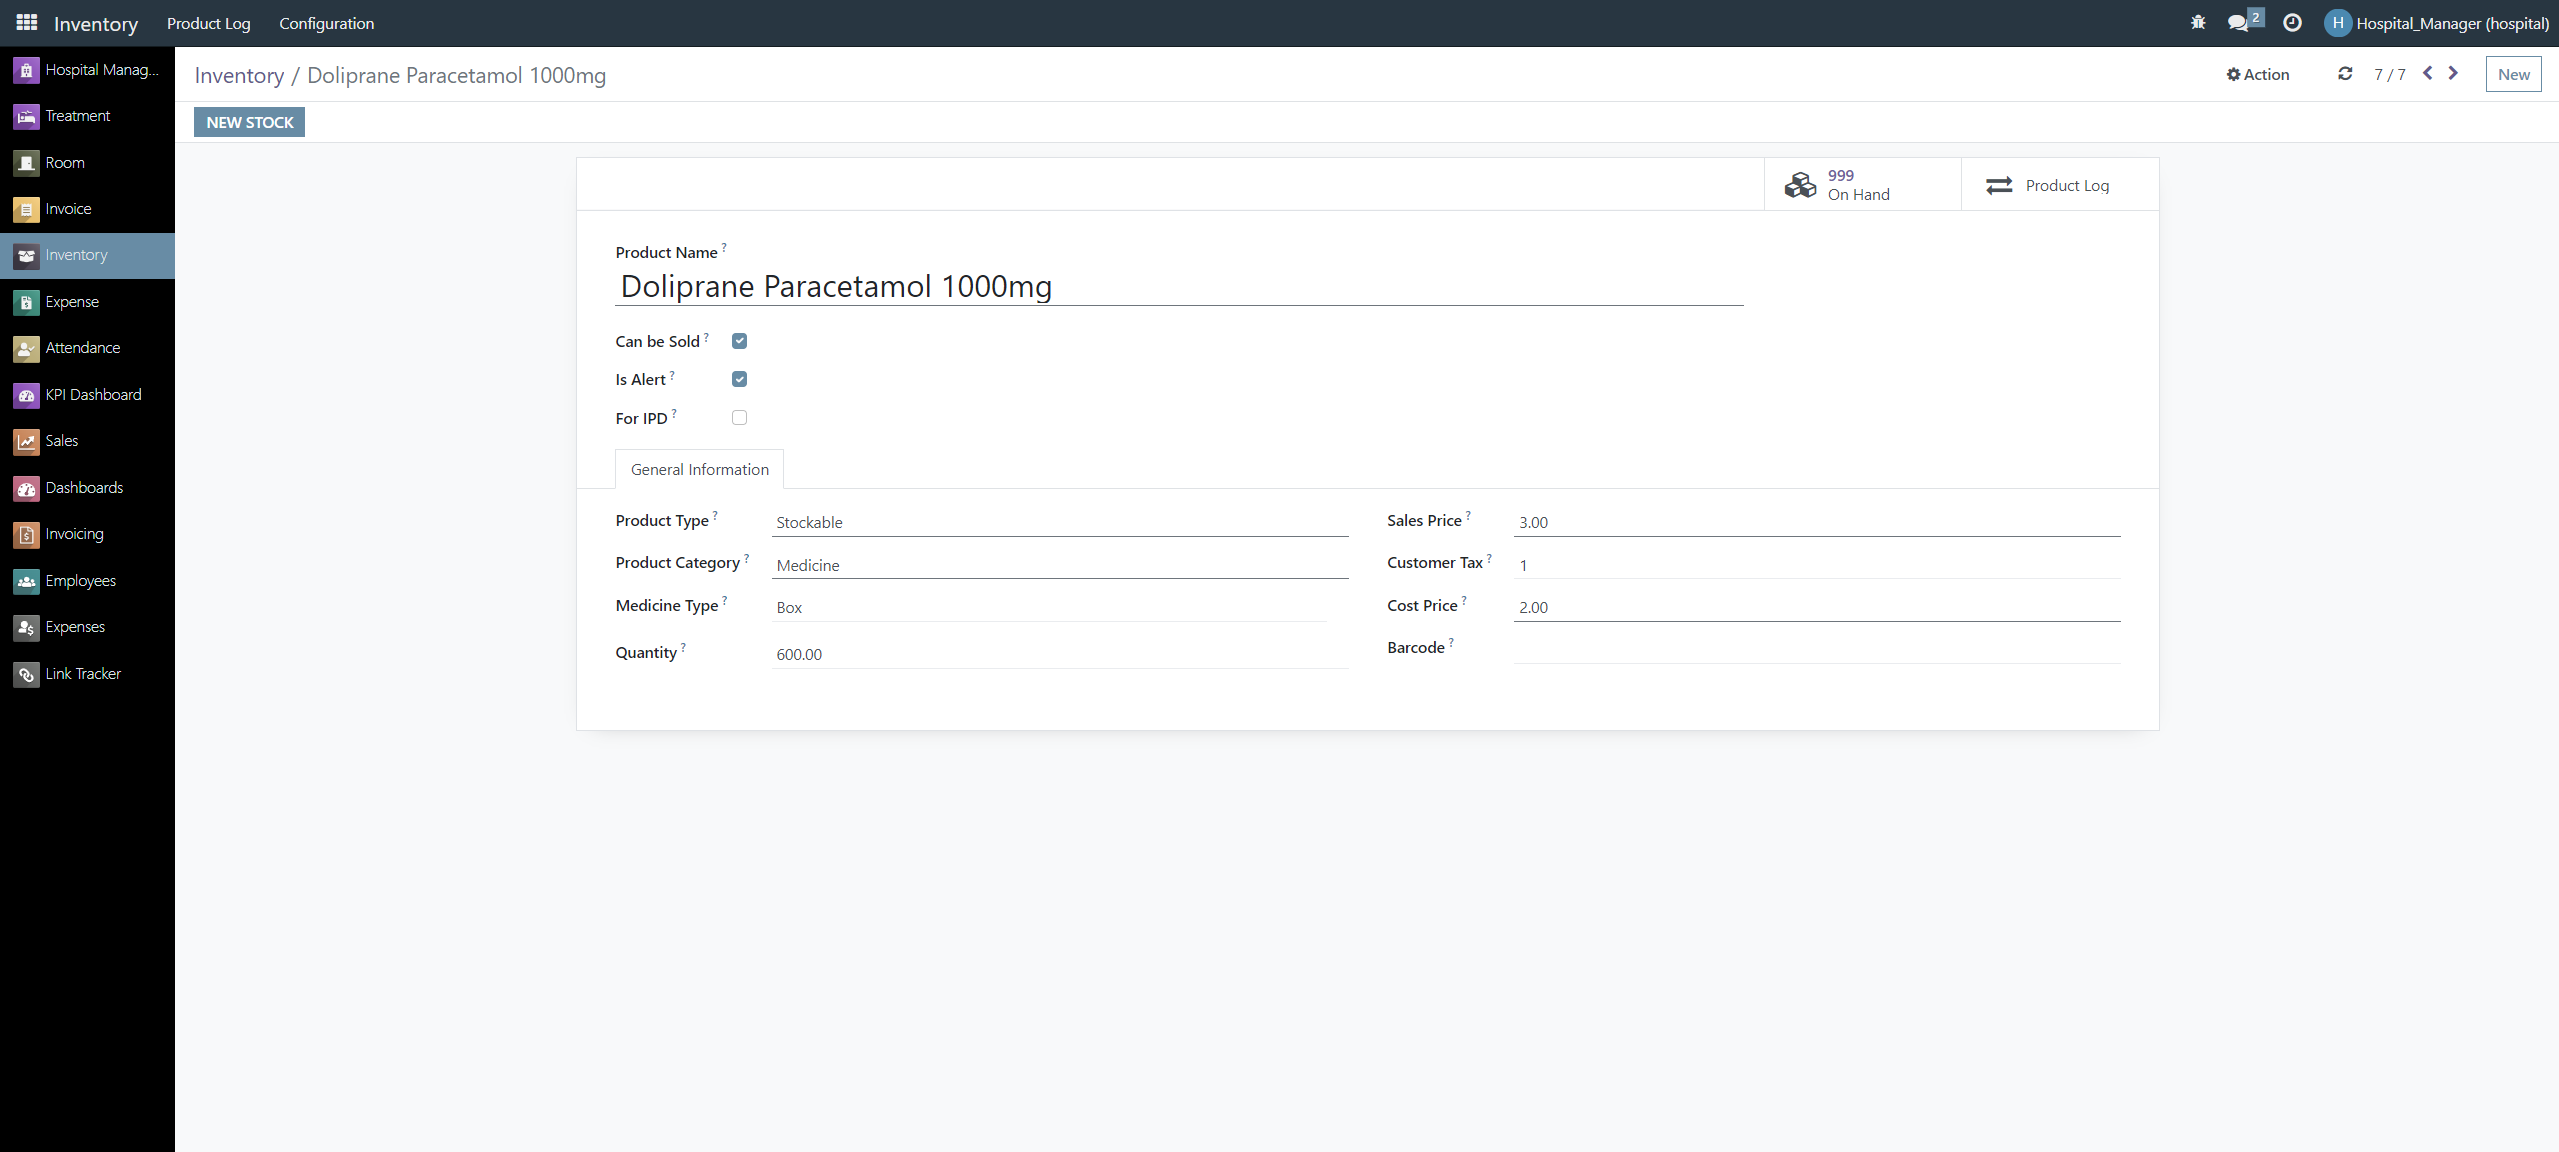 Inventory Product Log Configuration 2 H Hospital_Manager (hospital)
Hospital Manag...
Treatment
Room
Invoice
Inventory
Expense
Attendance
KPI Dashboard
Sales
Dashboards
Invoicing
Employees
Expenses
Link Tracker
Inventory / Doliprane Paracetamol 1000mg
Action 7 / 7 New
NEW STOCK
999
On Hand
Product Log
Product Name ?
Doliprane Paracetamol 1000mg
Can be Sold ?
Is Alert ?
For IPD ?
General Information
Product Type ? Stockable
Product Category ? Medicine
Medicine Type ? Box
Quantity ? 600.00
Sales Price ? 3.00
Customer Tax ? 1
Cost Price ? 2.00
Barcode ?